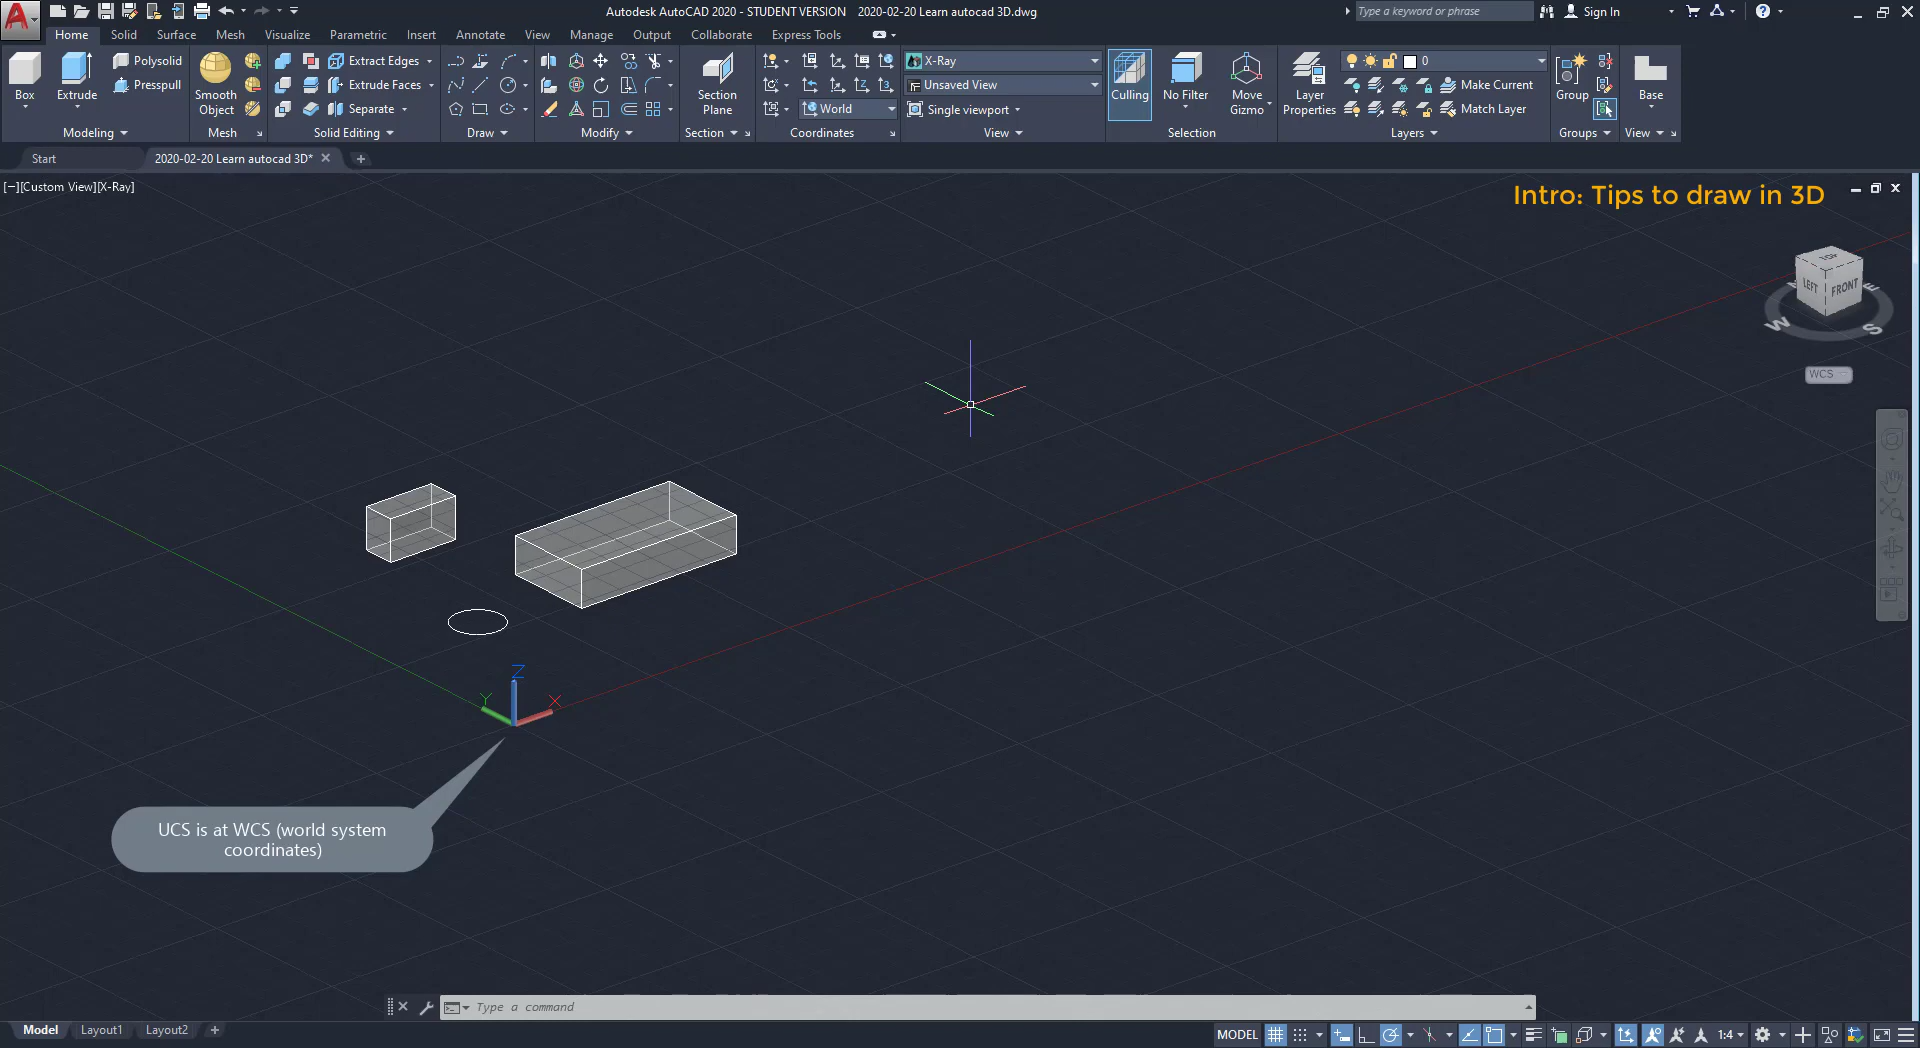 Autodesk AutoCAD 2020 - STUDENT VERSION 2020-02-20 Learn autocad 3D.dwg
Type a keyword or phrase
Sign In
Home Solid Surface Mesh Visualize Parametric Insert Annotate View Manage Output Collaborate Express Tools
Box
Extrude
Polysolid
Presspull
Modeling
Smooth
Object
Mesh
Extract Edges
Extrude Faces
Separate
Solid Editing
Draw
Modify
Section
Plane
Section
World
Coordinates
X-Ray
Unsaved View
Single viewport
View
Culling
No Filter
Move
Gizmo
Selection
Layer
Properties
0
Make Current
Match Layer
Layers
Group
Groups
Base
View
Start
2020-02-20 Learn autocad 3D*
[−][Custom View][X-Ray]
Intro: Tips to draw in 3D
TOP
LEFT
FRONT
E
W
S
WCS
Z
Y
X
UCS is at WCS (world system
coordinates)
Type a command
Model Layout1 Layout2
MODEL
1:4